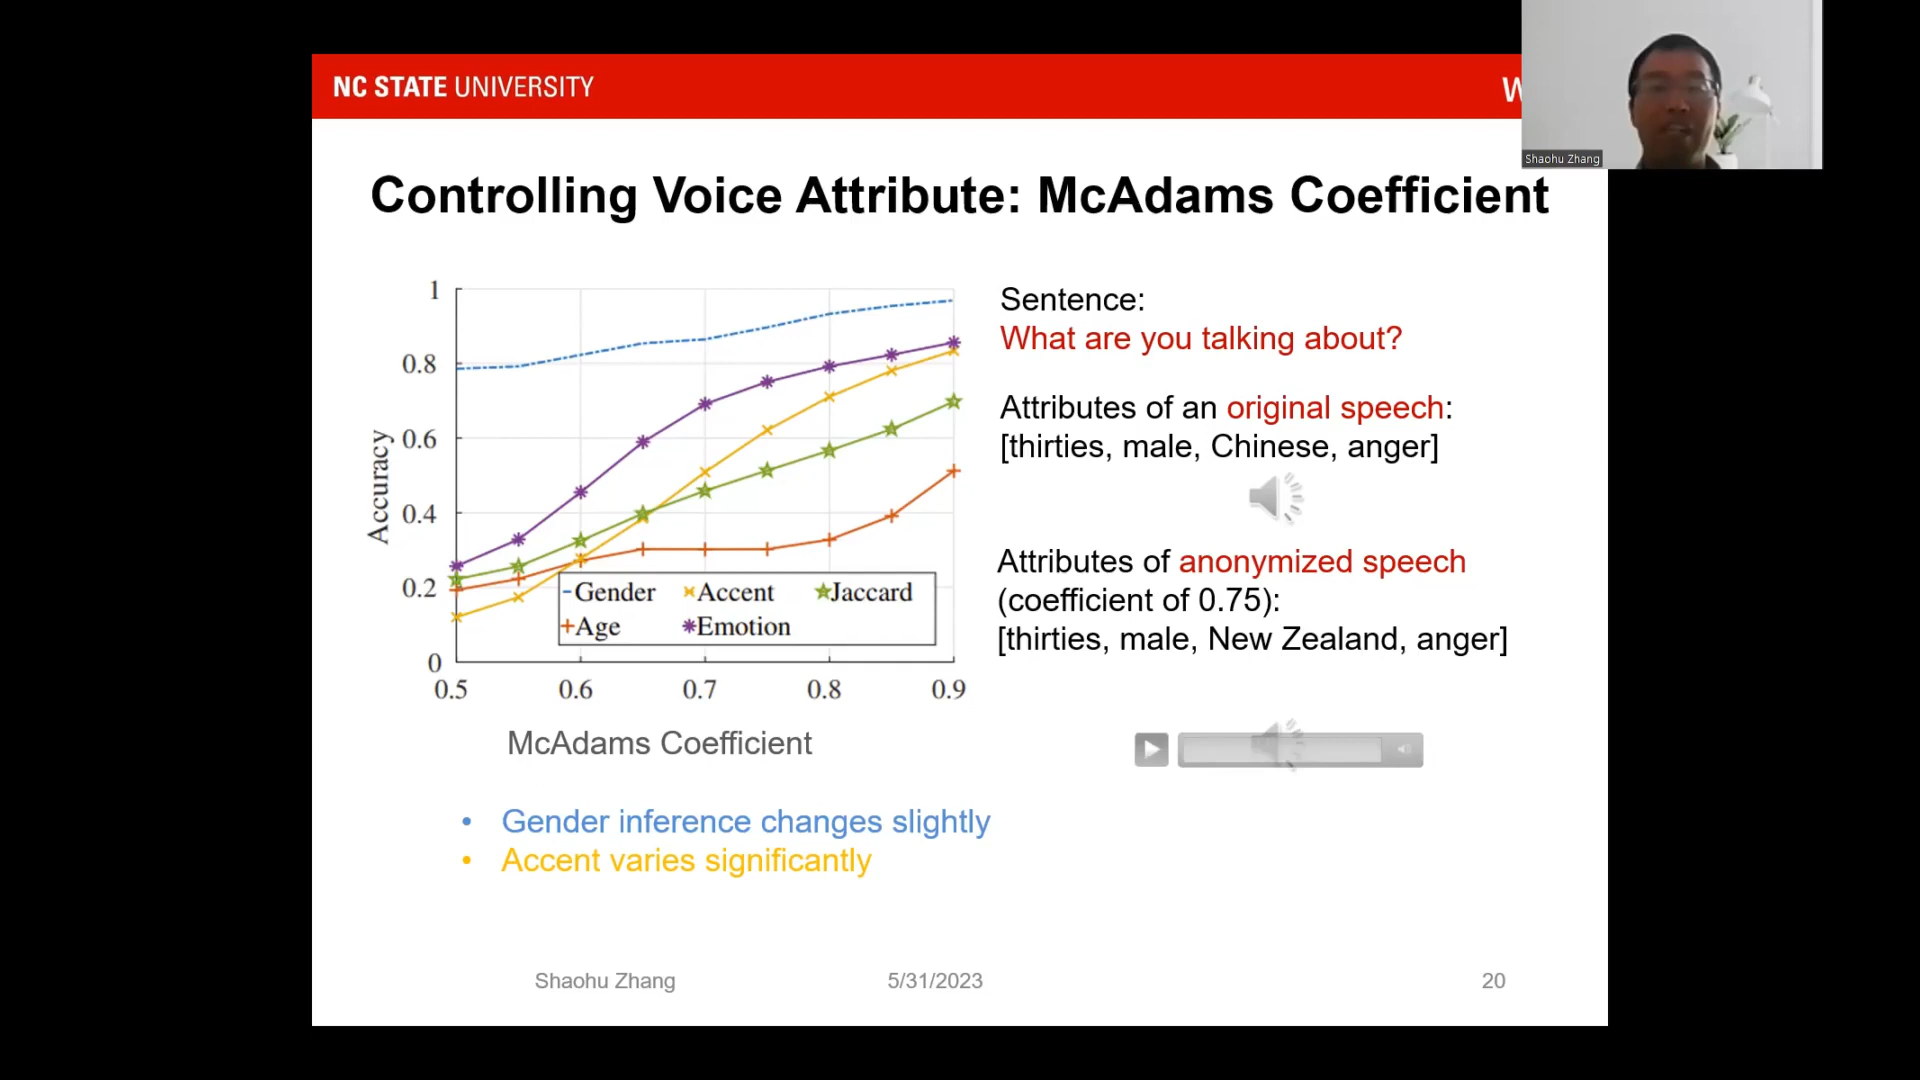 NC STATE UNIVERSITY
W
Shaohu Zhang
Controlling Voice Attribute: McAdams Coefficient
1
0.8
0.6
0.4
0.2
0
Accuracy
Gender Accent Jaccard
Age Emotion
0.5 0.6 0.7 0.8 0.9
McAdams Coefficient
Sentence:
What are you talking about?
Attributes of an original speech:
[thirties, male, Chinese, anger]
Attributes of anonymized speech
(coefficient of 0.75):
[thirties, male, New Zealand, anger]
• Gender inference changes slightly
• Accent varies significantly
Shaohu Zhang 5/31/2023 20